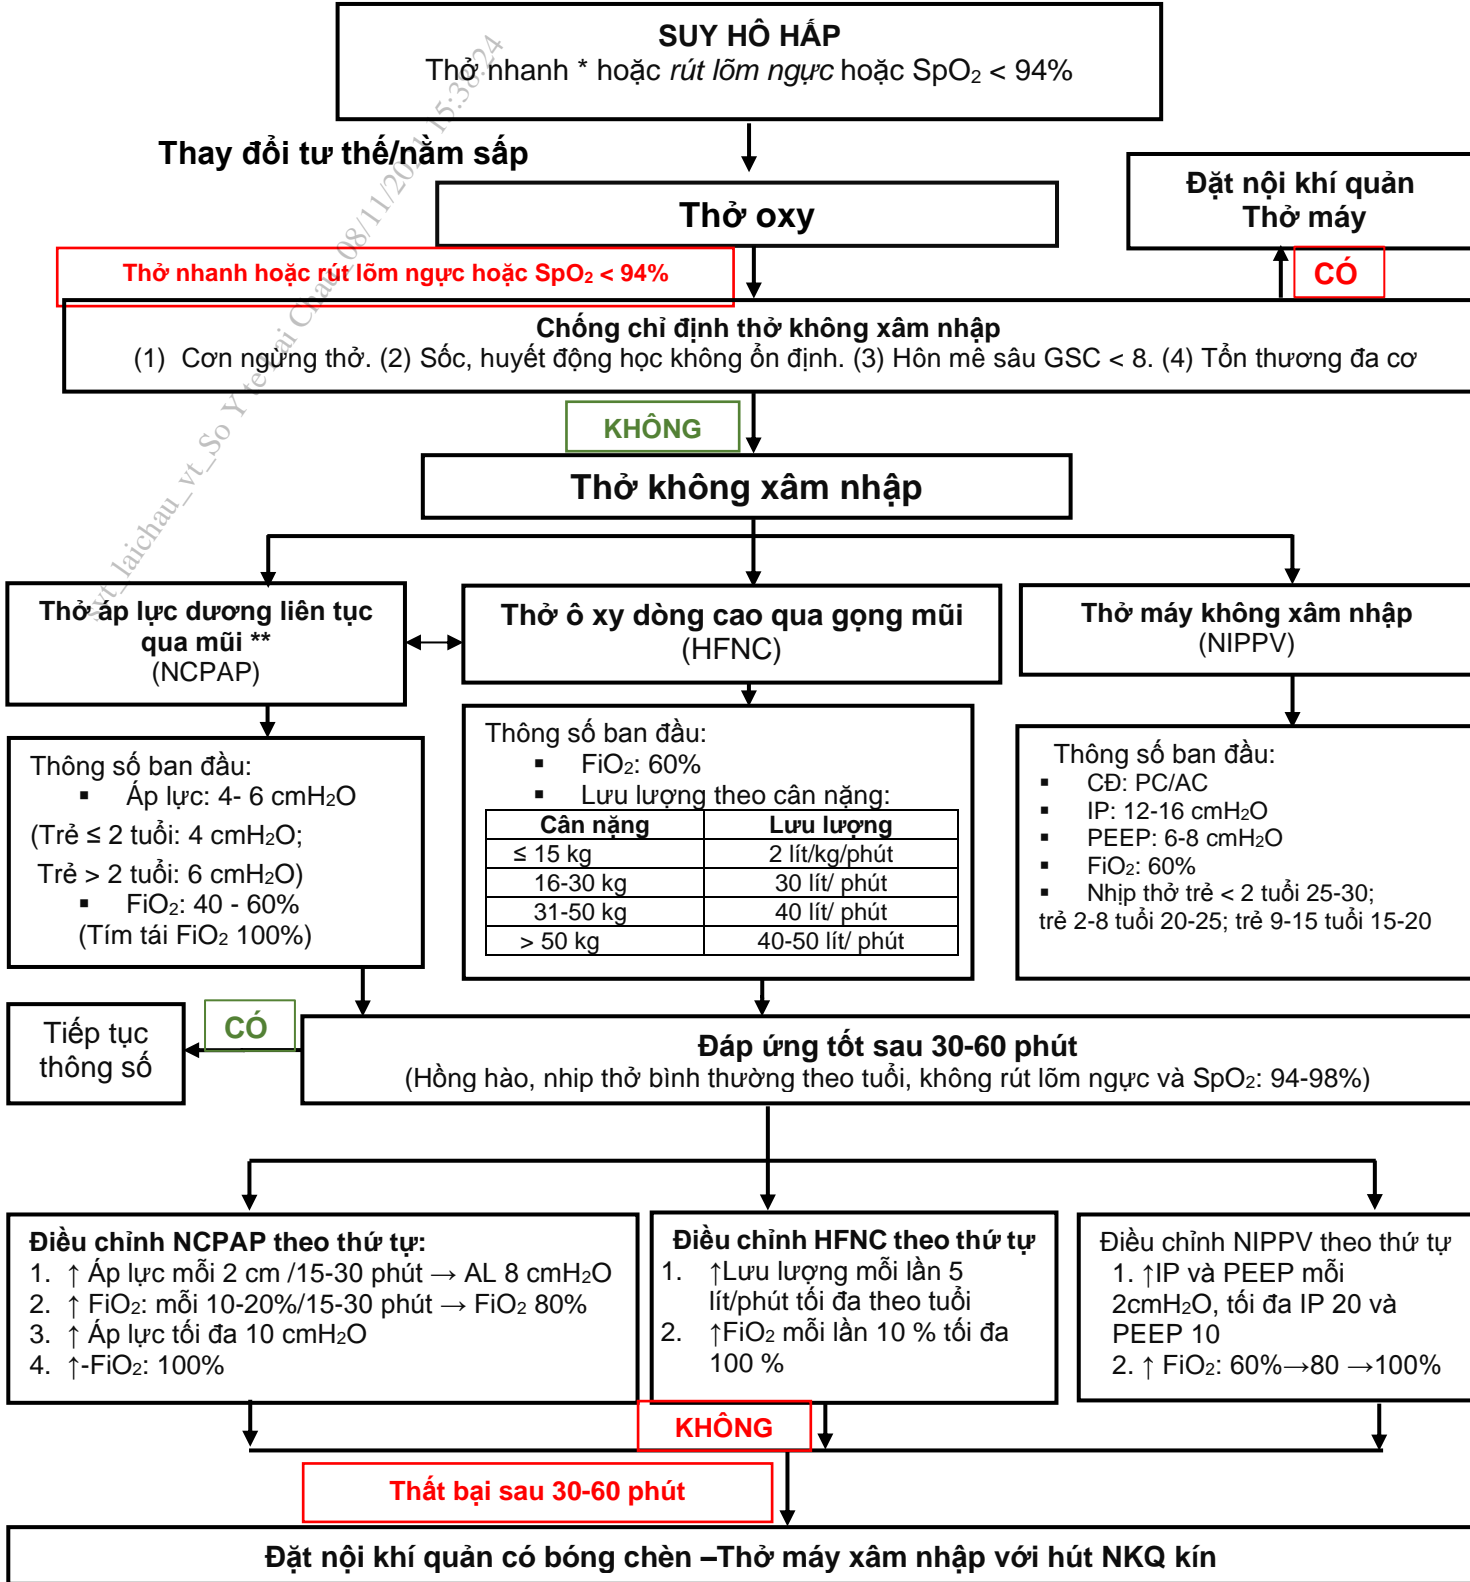 SUY HÔ HẤP
Thở nhanh * hoặc rút lõm ngực hoặc SpO₂ < 94%
Thay đổi tư thế/nằm sấp
Thở oxy
Đặt nội khí quản
Thở máy
Thở nhanh hoặc rút lõm ngực hoặc SpO₂ < 94%
CÓ
Chống chỉ định thở không xâm nhập
(1) Cơn ngừng thở. (2) Sốc, huyết động học không ổn định. (3) Hôn mê sâu GSC < 8. (4) Tổn thương đa cơ
KHÔNG
Thở không xâm nhập
Thở áp lực dương liên tục
qua mũi **
(NCPAP)
Thở ô xy dòng cao qua gọng mũi
(HFNC)
Thở máy không xâm nhập
(NIPPV)
Thông số ban đầu:
▪ Áp lực: 4- 6 cmH₂O
(Trẻ ≤ 2 tuổi: 4 cmH₂O;
Trẻ > 2 tuổi: 6 cmH₂O)
▪ FiO₂: 40 - 60%
(Tím tái FiO₂ 100%)
Thông số ban đầu:
▪ FiO₂: 60%
▪ Lưu lượng theo cân nặng:
Cân nặng Lưu lượng
≤ 15 kg 2 lít/kg/phút
16-30 kg 30 lít/ phút
31-50 kg 40 lít/ phút
> 50 kg 40-50 lít/ phút
Thông số ban đầu:
▪ CĐ: PC/AC
▪ IP: 12-16 cmH₂O
▪ PEEP: 6-8 cmH₂O
▪ FiO₂: 60%
▪ Nhịp thở trẻ < 2 tuổi 25-30;
trẻ 2-8 tuổi 20-25; trẻ 9-15 tuổi 15-20
Tiếp tục
thông số
CÓ
Đáp ứng tốt sau 30-60 phút
(Hồng hào, nhip thở bình thường theo tuổi, không rút lõm ngực và SpO₂: 94-98%)
Điều chỉnh NCPAP theo thứ tự:
1. ↑ Áp lực mỗi 2 cm /15-30 phút → AL 8 cmH₂O
2. ↑ FiO₂: mỗi 10-20%/15-30 phút → FiO₂ 80%
3. ↑ Áp lực tối đa 10 cmH₂O
4. ↑-FiO₂: 100%
Điều chỉnh HFNC theo thứ tự
1. ↑Lưu lượng mỗi lần 5
lít/phút tối đa theo tuổi
2. ↑FiO₂ mỗi lần 10 % tối đa
100 %
Điều chỉnh NIPPV theo thứ tự
1. ↑IP và PEEP mỗi
2cmH₂O, tối đa IP 20 và
PEEP 10
2. ↑ FiO₂: 60%→80 →100%
KHÔNG
Thất bại sau 30-60 phút
Đặt nội khí quản có bóng chèn –Thở máy xâm nhập với hút NKQ kín